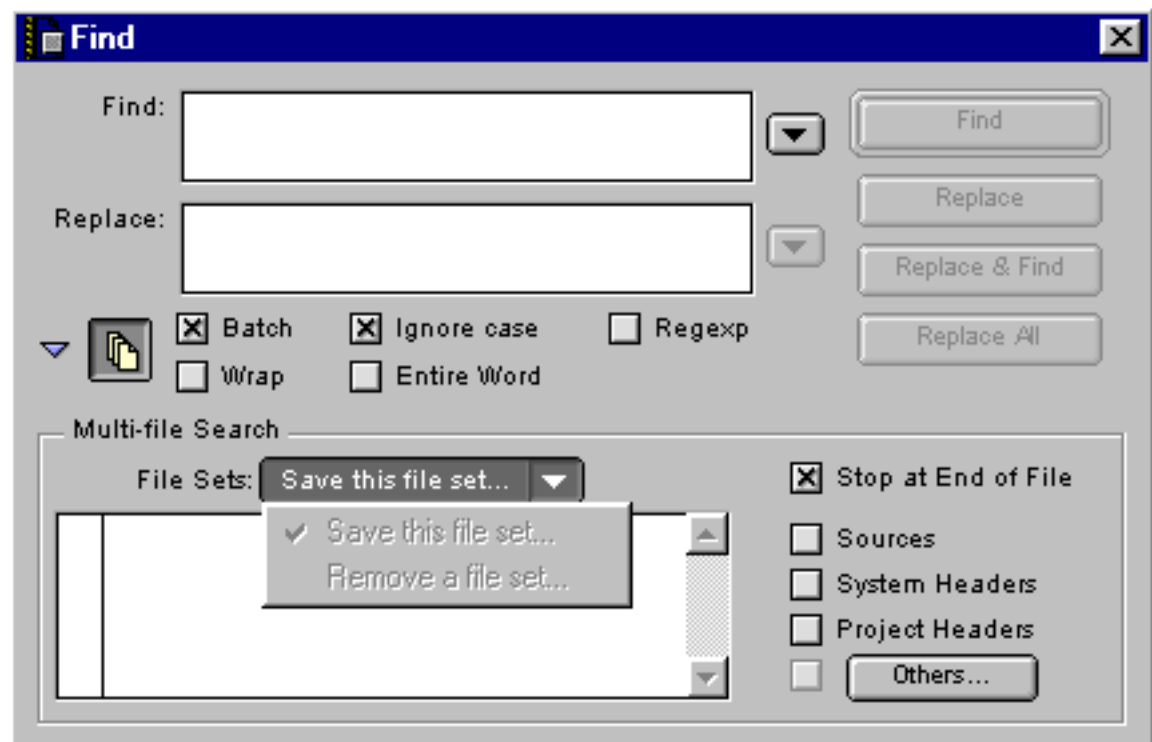 Find
Find:
Find
Replace:
Replace
Replace & Find
Replace All
Batch
Ignore case
Regexp
Wrap
Entire Word
Multi-file Search
File Sets:
Save this file set...
Save this file set...
Remove a file set...
Stop at End of File
Sources
System Headers
Project Headers
Others...